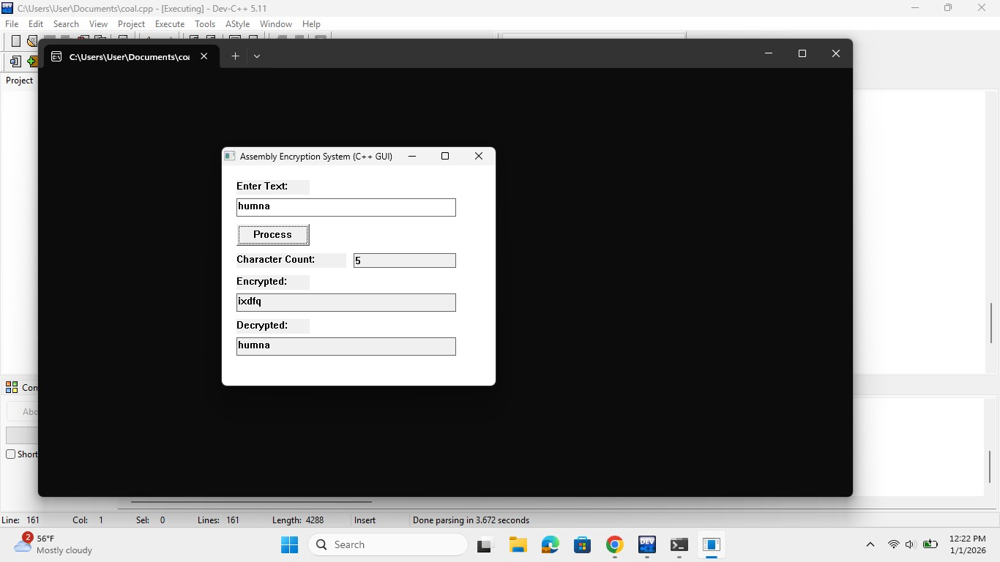 C:\Users\User\Documents\coal.cpp - [Executing] - Dev-C++ 5.11
File Edit Search View Project Execute Tools AStyle Window Help
C:\Users\User\Documents\coa
Project
Assembly Encryption System (C++ GUI)
Enter Text:
humna
Process
Character Count: 5
Encrypted:
ixdfq
Decrypted:
humna
Con
Abo
Short
Line: 161 Col: 1 Sel: 0 Lines: 161 Length: 4288 Insert Done parsing in 3.672 seconds
2
56°F
Mostly cloudy
Search
DEV
12:22 PM
1/1/2026